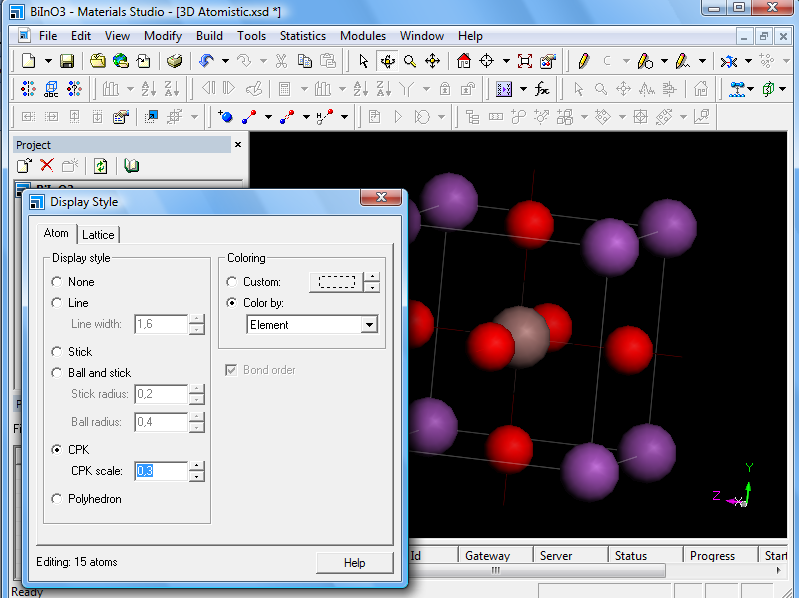 BiInO3 - Materials Studio - [3D Atomistic.xsd *]
File Edit View Modify Build Tools Statistics Modules Window Help
Project
Display Style
Atom Lattice
Display style
None
Line
Line width: 1,6
Stick
Ball and stick
Stick radius: 0,2
Ball radius: 0,4
CPK
CPK scale: 0,3
Polyhedron
Coloring
Custom:
Color by:
Element
Bond order
Editing: 15 atoms
Help
Y
Z X
Id Gateway Server Status Progress Start
Ready